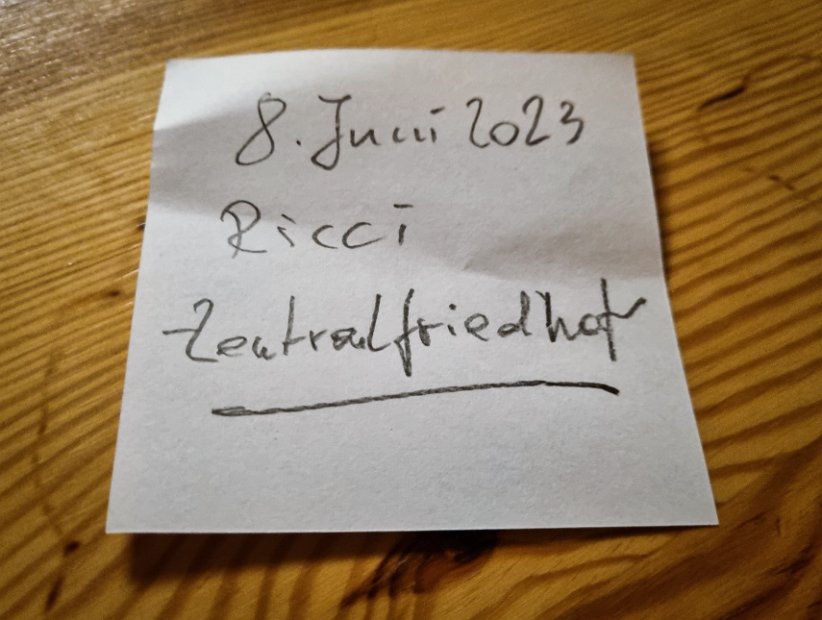 8. Juni 2023
Ricci
Zentralfriedhof